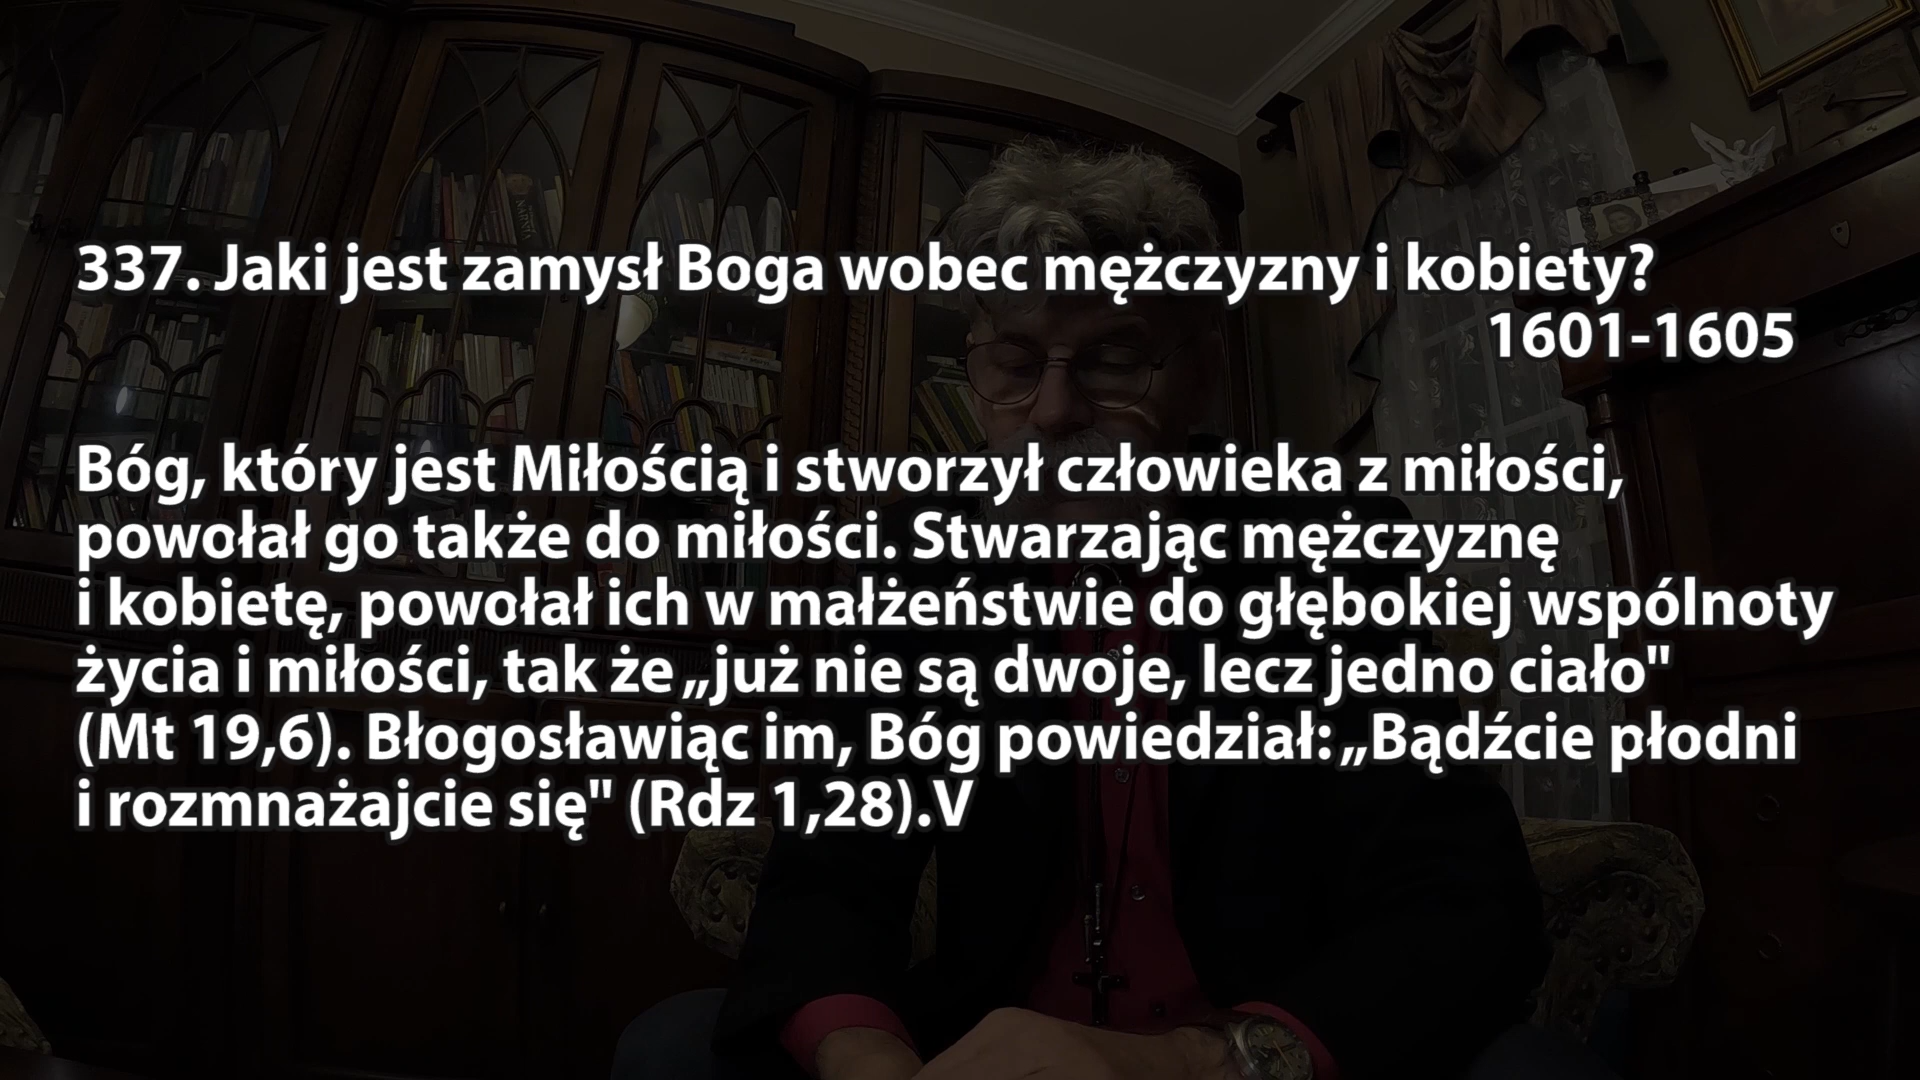 337. Jaki jest zamysł Boga wobec mężczyzny i kobiety?
1601-1605
Bóg, który jest Miłością i stworzył człowieka z miłości,
powołał go także do miłości. Stwarzając mężczyznę
i kobietę, powołał ich w małżeństwie do głębokiej wspólnoty
życia i miłości, tak że „już nie są dwoje, lecz jedno ciało"
(Mt 19,6). Błogosławiąc im, Bóg powiedział: „Bądźcie płodni
i rozmnażajcie się" (Rdz 1,28).V
NARNIA